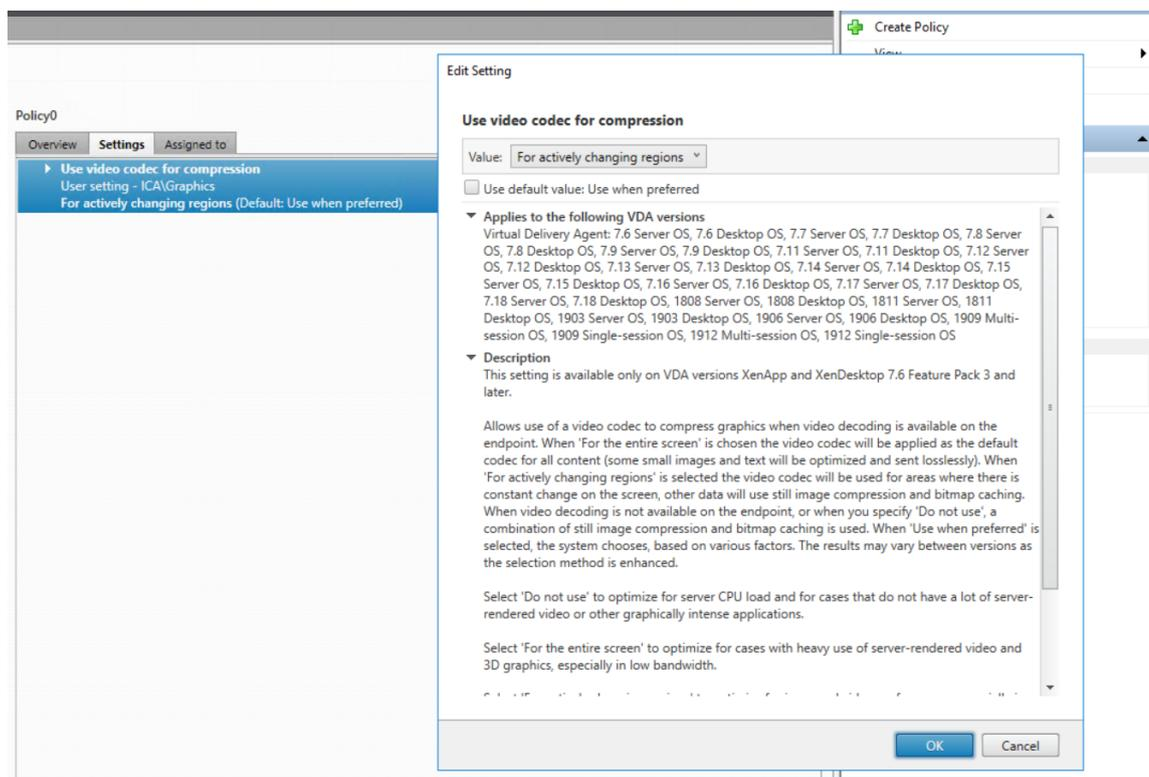 Create Policy
View
Edit Setting
Policy0
Use video codec for compression
Overview Settings Assigned to
Value: For actively changing regions
Use video codec for compression
User setting - ICA\Graphics
For actively changing regions (Default: Use when preferred)
Use default value: Use when preferred
Applies to the following VDA versions
Virtual Delivery Agent: 7.6 Server OS, 7.6 Desktop OS, 7.7 Server OS, 7.7 Desktop OS, 7.8 Server
OS, 7.8 Desktop OS, 7.9 Server OS, 7.9 Desktop OS, 7.11 Server OS, 7.11 Desktop OS, 7.12 Server
OS, 7.12 Desktop OS, 7.13 Server OS, 7.13 Desktop OS, 7.14 Server OS, 7.14 Desktop OS, 7.15
Server OS, 7.15 Desktop OS, 7.16 Server OS, 7.16 Desktop OS, 7.17 Server OS, 7.17 Desktop OS,
7.18 Server OS, 7.18 Desktop OS, 1808 Server OS, 1808 Desktop OS, 1811 Server OS, 1811
Desktop OS, 1903 Server OS, 1903 Desktop OS, 1906 Server OS, 1906 Desktop OS, 1909 Multi-
session OS, 1909 Single-session OS, 1912 Multi-session OS, 1912 Single-session OS
Description
This setting is available only on VDA versions XenApp and XenDesktop 7.6 Feature Pack 3 and
later.
Allows use of a video codec to compress graphics when video decoding is available on the
endpoint. When 'For the entire screen' is chosen the video codec will be applied as the default
codec for all content (some small images and text will be optimized and sent losslessly). When
'For actively changing regions' is selected the video codec will be used for areas where there is
constant change on the screen, other data will use still image compression and bitmap caching.
When video decoding is not available on the endpoint, or when you specify 'Do not use', a
combination of still image compression and bitmap caching is used. When 'Use when preferred' is
selected, the system chooses, based on various factors. The results may vary between versions as
the selection method is enhanced.
Select 'Do not use' to optimize for server CPU load and for cases that do not have a lot of server-
rendered video or other graphically intense applications.
Select 'For the entire screen' to optimize for cases with heavy use of server-rendered video and
3D graphics, especially in low bandwidth.
OK Cancel